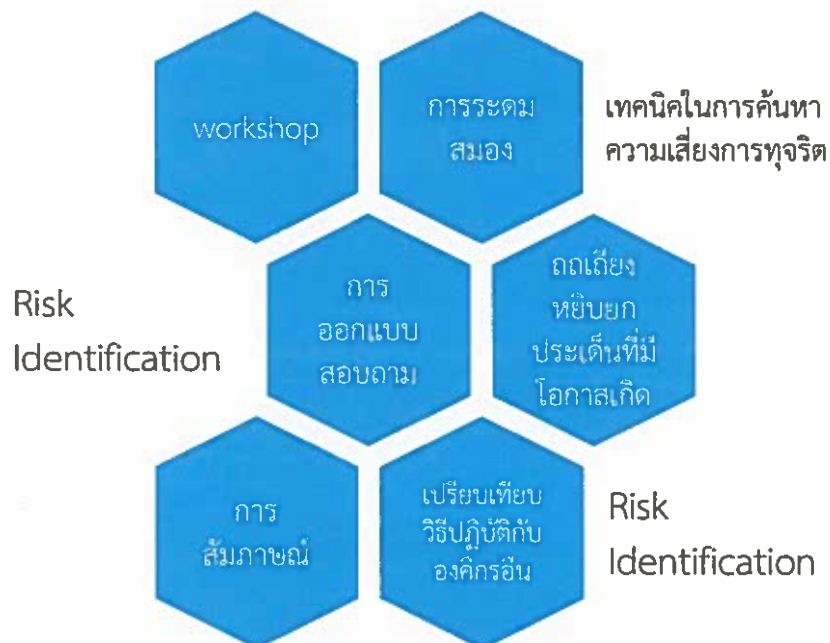 workshop
การระดม
สมอง
เทคนิคในการค้นหา
ความเสี่ยงการทุจริต
Risk
Identification
การ
ออกแบบ
สอบถาม
ถกเถียง
หยิบยก
ประเด็นที่มี
โอกาสเกิด
การ
สัมภาษณ์
เปรียบเทียบ
วิธีปฏิบัติกับ
องค์กรอื่น
Risk
Identification